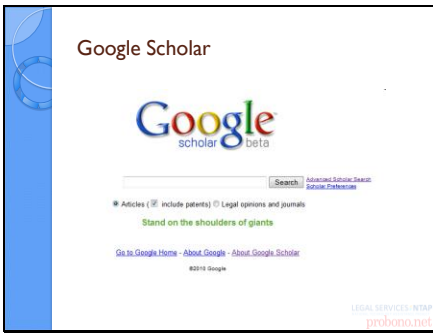 Google Scholar
Google
scholar beta
Search
Advanced Scholar Search
Scholar Preferences
Articles ( include patents) Legal opinions and journals
Stand on the shoulders of giants
Go to Google Home - About Google - About Google Scholar
©2010 Google
LEGAL SERVICES•NTAP
probono.net